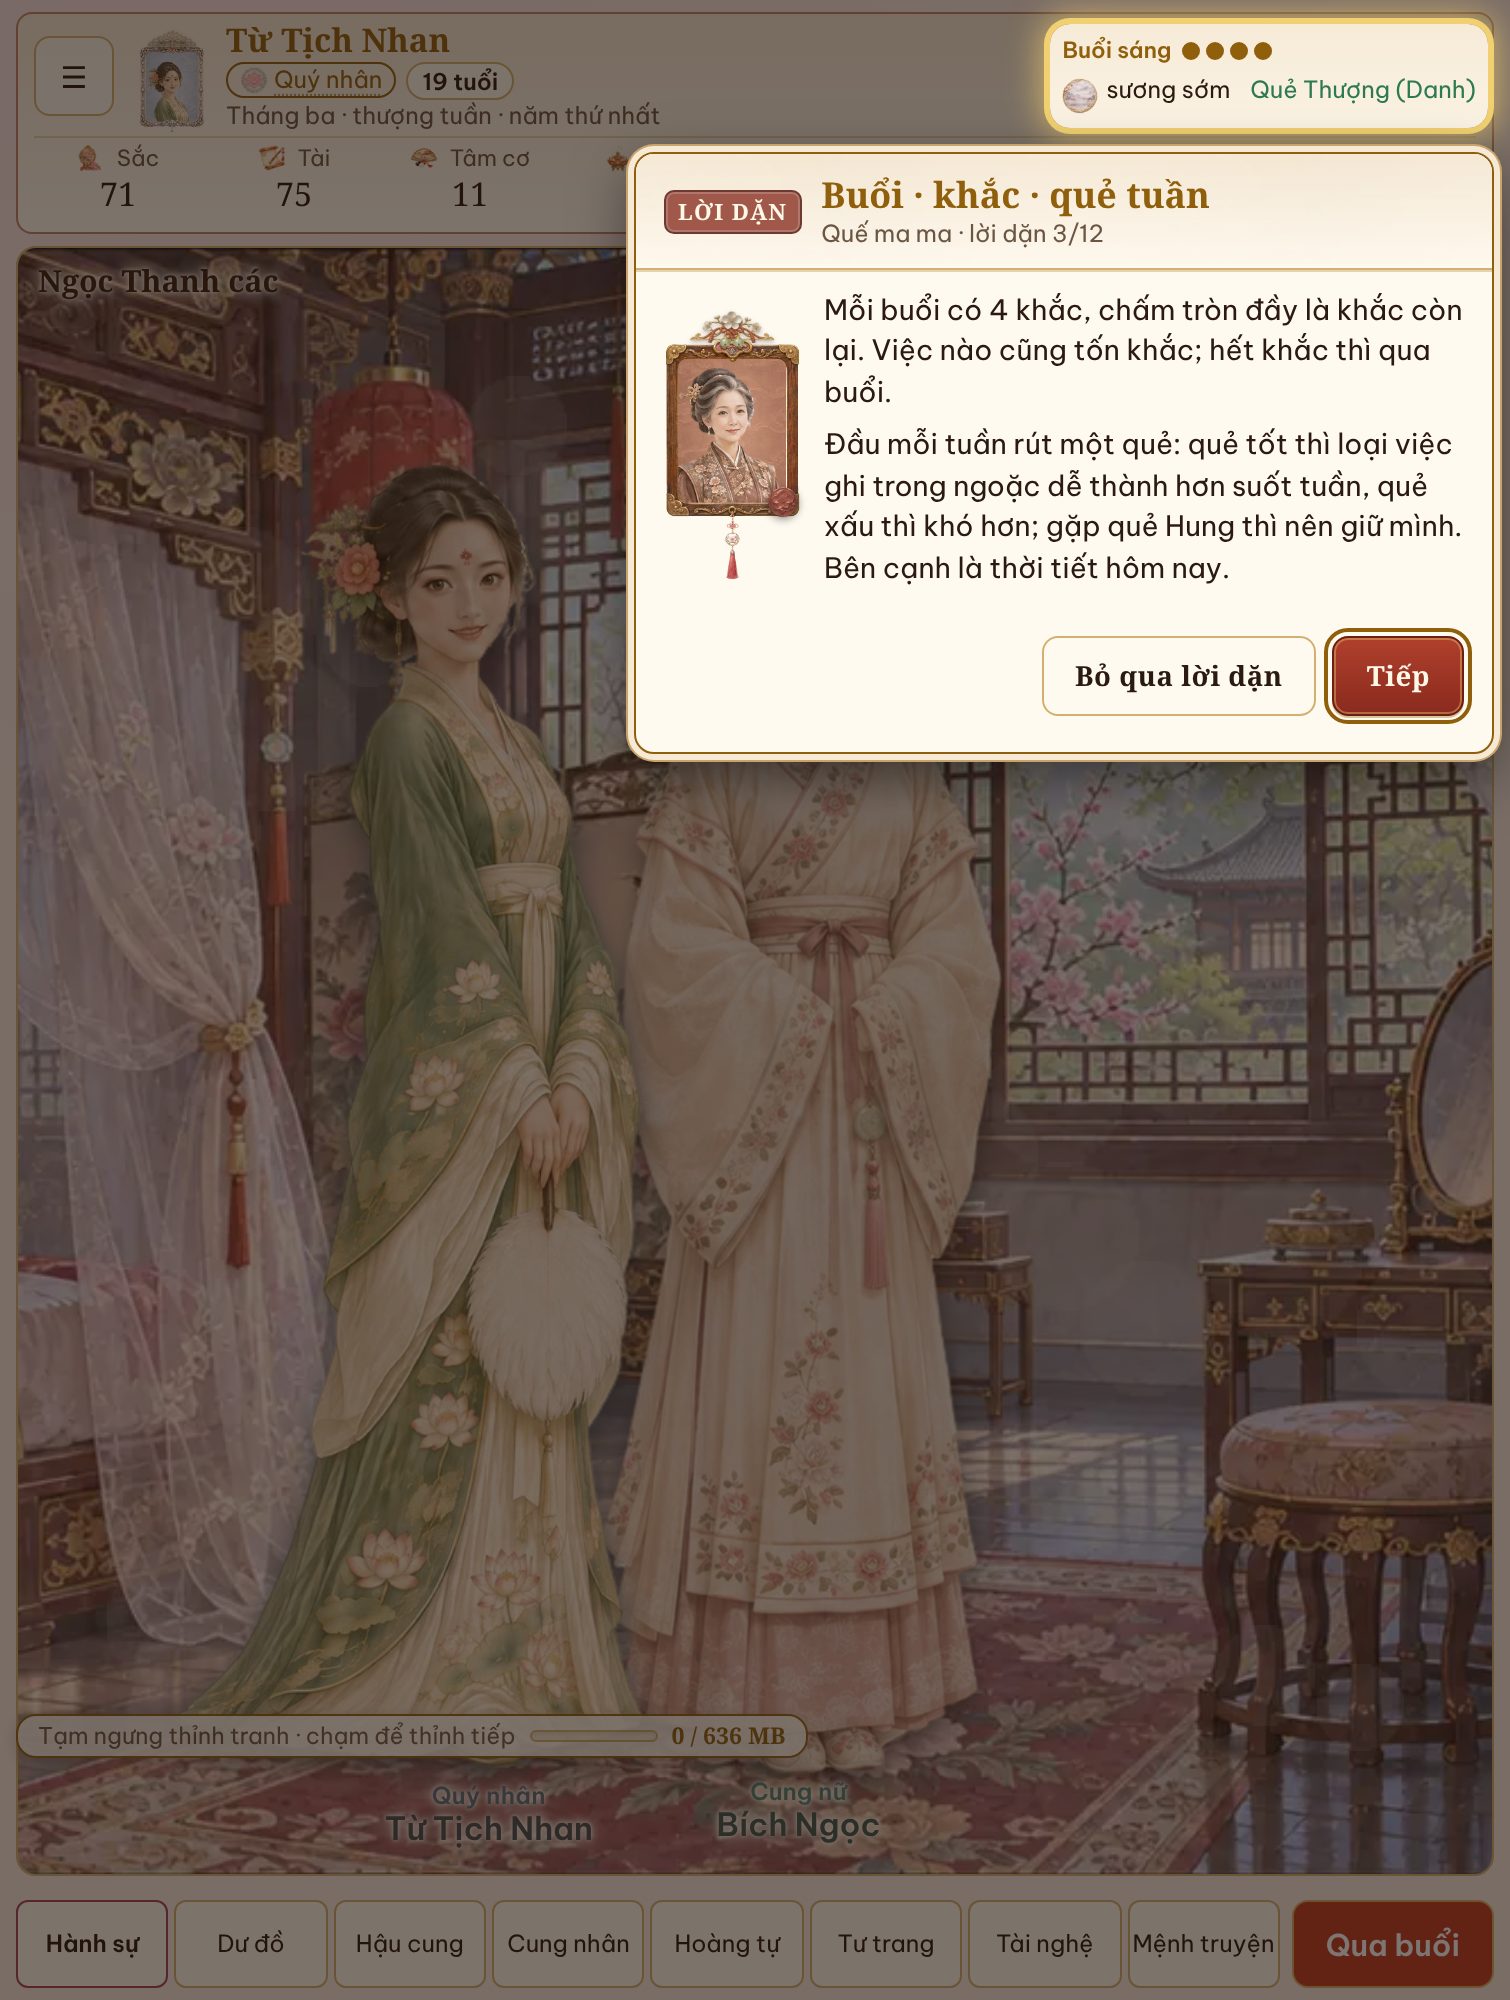 ☰
Từ Tịch Nhan
Quý nhân
19 tuổi
Tháng ba · thượng tuần · năm thứ nhất
Buổi sáng
sương sớm Quẻ Thượng (Danh)
Sắc
71
Tài
75
Tâm cơ
11
Ngọc Thanh các
LỜI DẶN
Buổi · khắc · quẻ tuần
Quế ma ma · lời dặn 3/12
Mỗi buổi có 4 khắc, chấm tròn đầy là khắc còn
lại. Việc nào cũng tốn khắc; hết khắc thì qua
buổi.
Đầu mỗi tuần rút một quẻ: quẻ tốt thì loại việc
ghi trong ngoặc dễ thành hơn suốt tuần, quẻ
xấu thì khó hơn; gặp quẻ Hung thì nên giữ mình.
Bên cạnh là thời tiết hôm nay.
Bỏ qua lời dặn
Tiếp
Tạm ngưng thỉnh tranh · chạm để thỉnh tiếp 0 / 636 MB
Quý nhân
Từ Tịch Nhan
Cung nữ
Bích Ngọc
Hành sự
Dư đồ
Hậu cung
Cung nhân
Hoàng tự
Tư trang
Tài nghệ
Mệnh truyện
Qua buổi